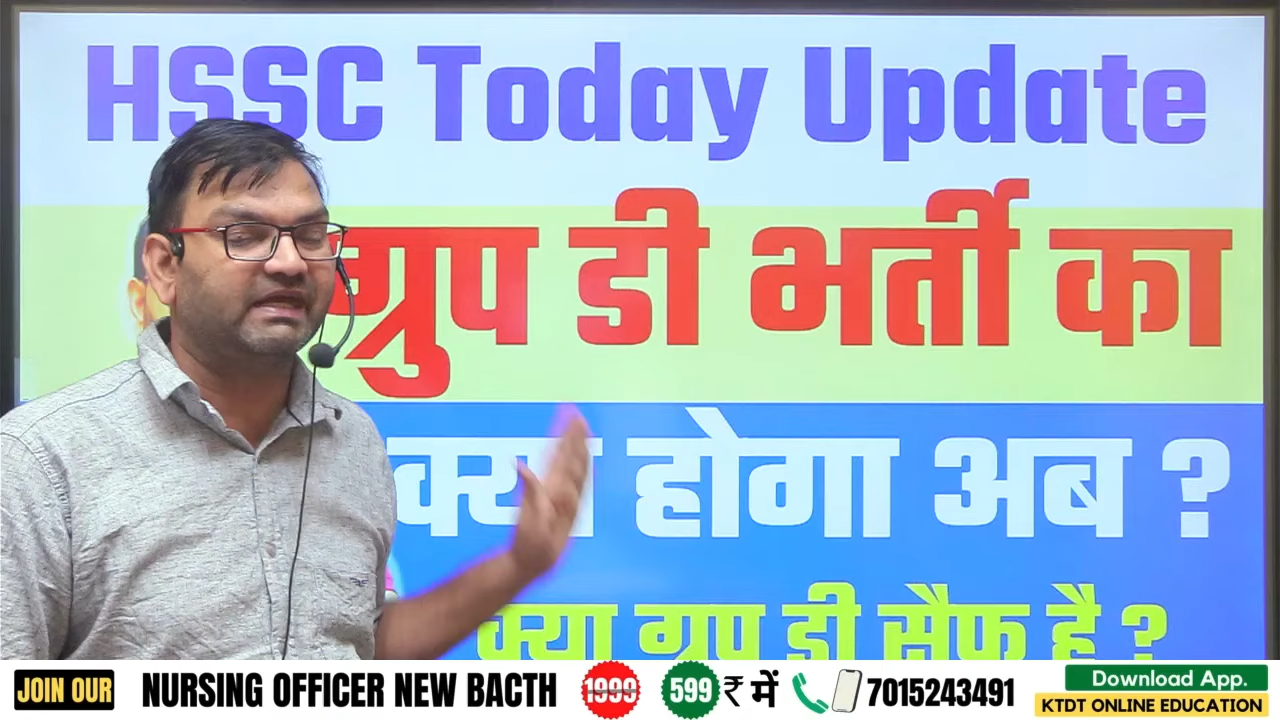 HSSC Today Update
ग्रुप डी भर्ती का
क्या होगा अब ?
क्या ग्रुप डी सैफ है ?
JOIN OUR NURSING OFFICER NEW BACTH 1999 599 ₹ में 7015243491
Download App.
KTDT ONLINE EDUCATION